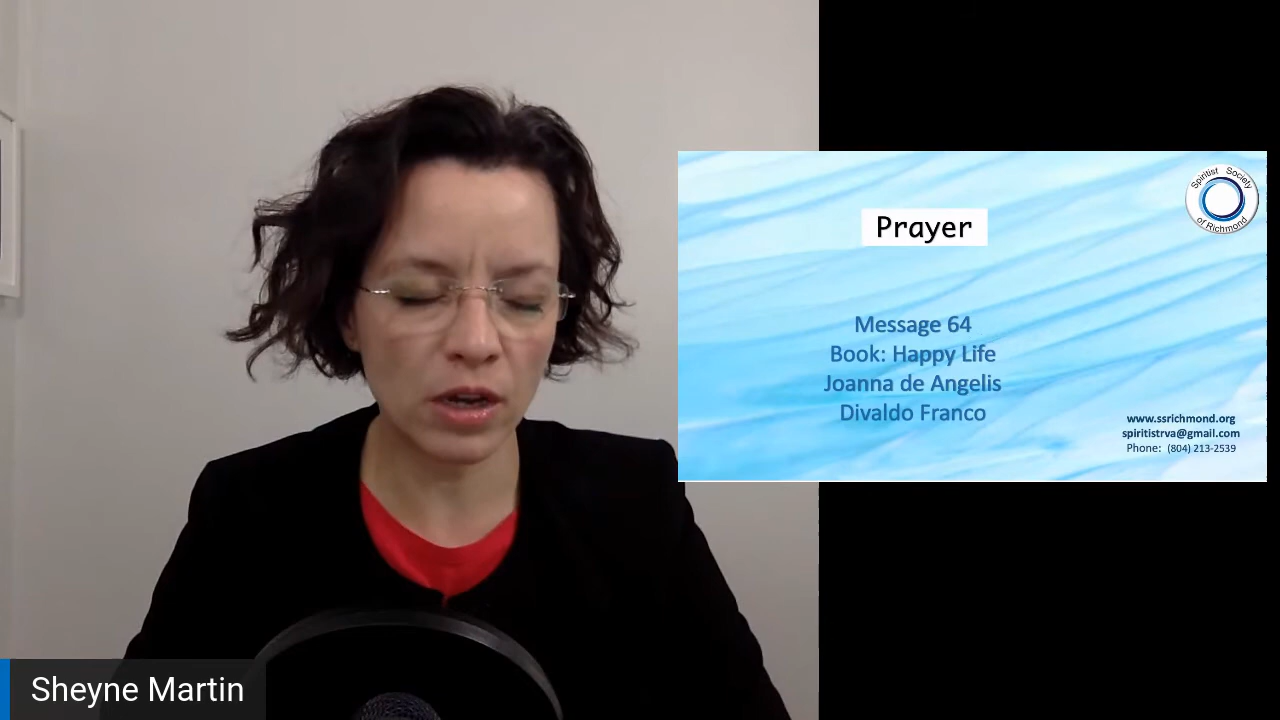 Spiritist Society
of Richmond
Prayer
Message 64
Book: Happy Life
Joanna de Angelis
Divaldo Franco
www.ssrichmond.org
spiritistrva@gmail.com
Phone: (804) 213-2539
Sheyne Martin